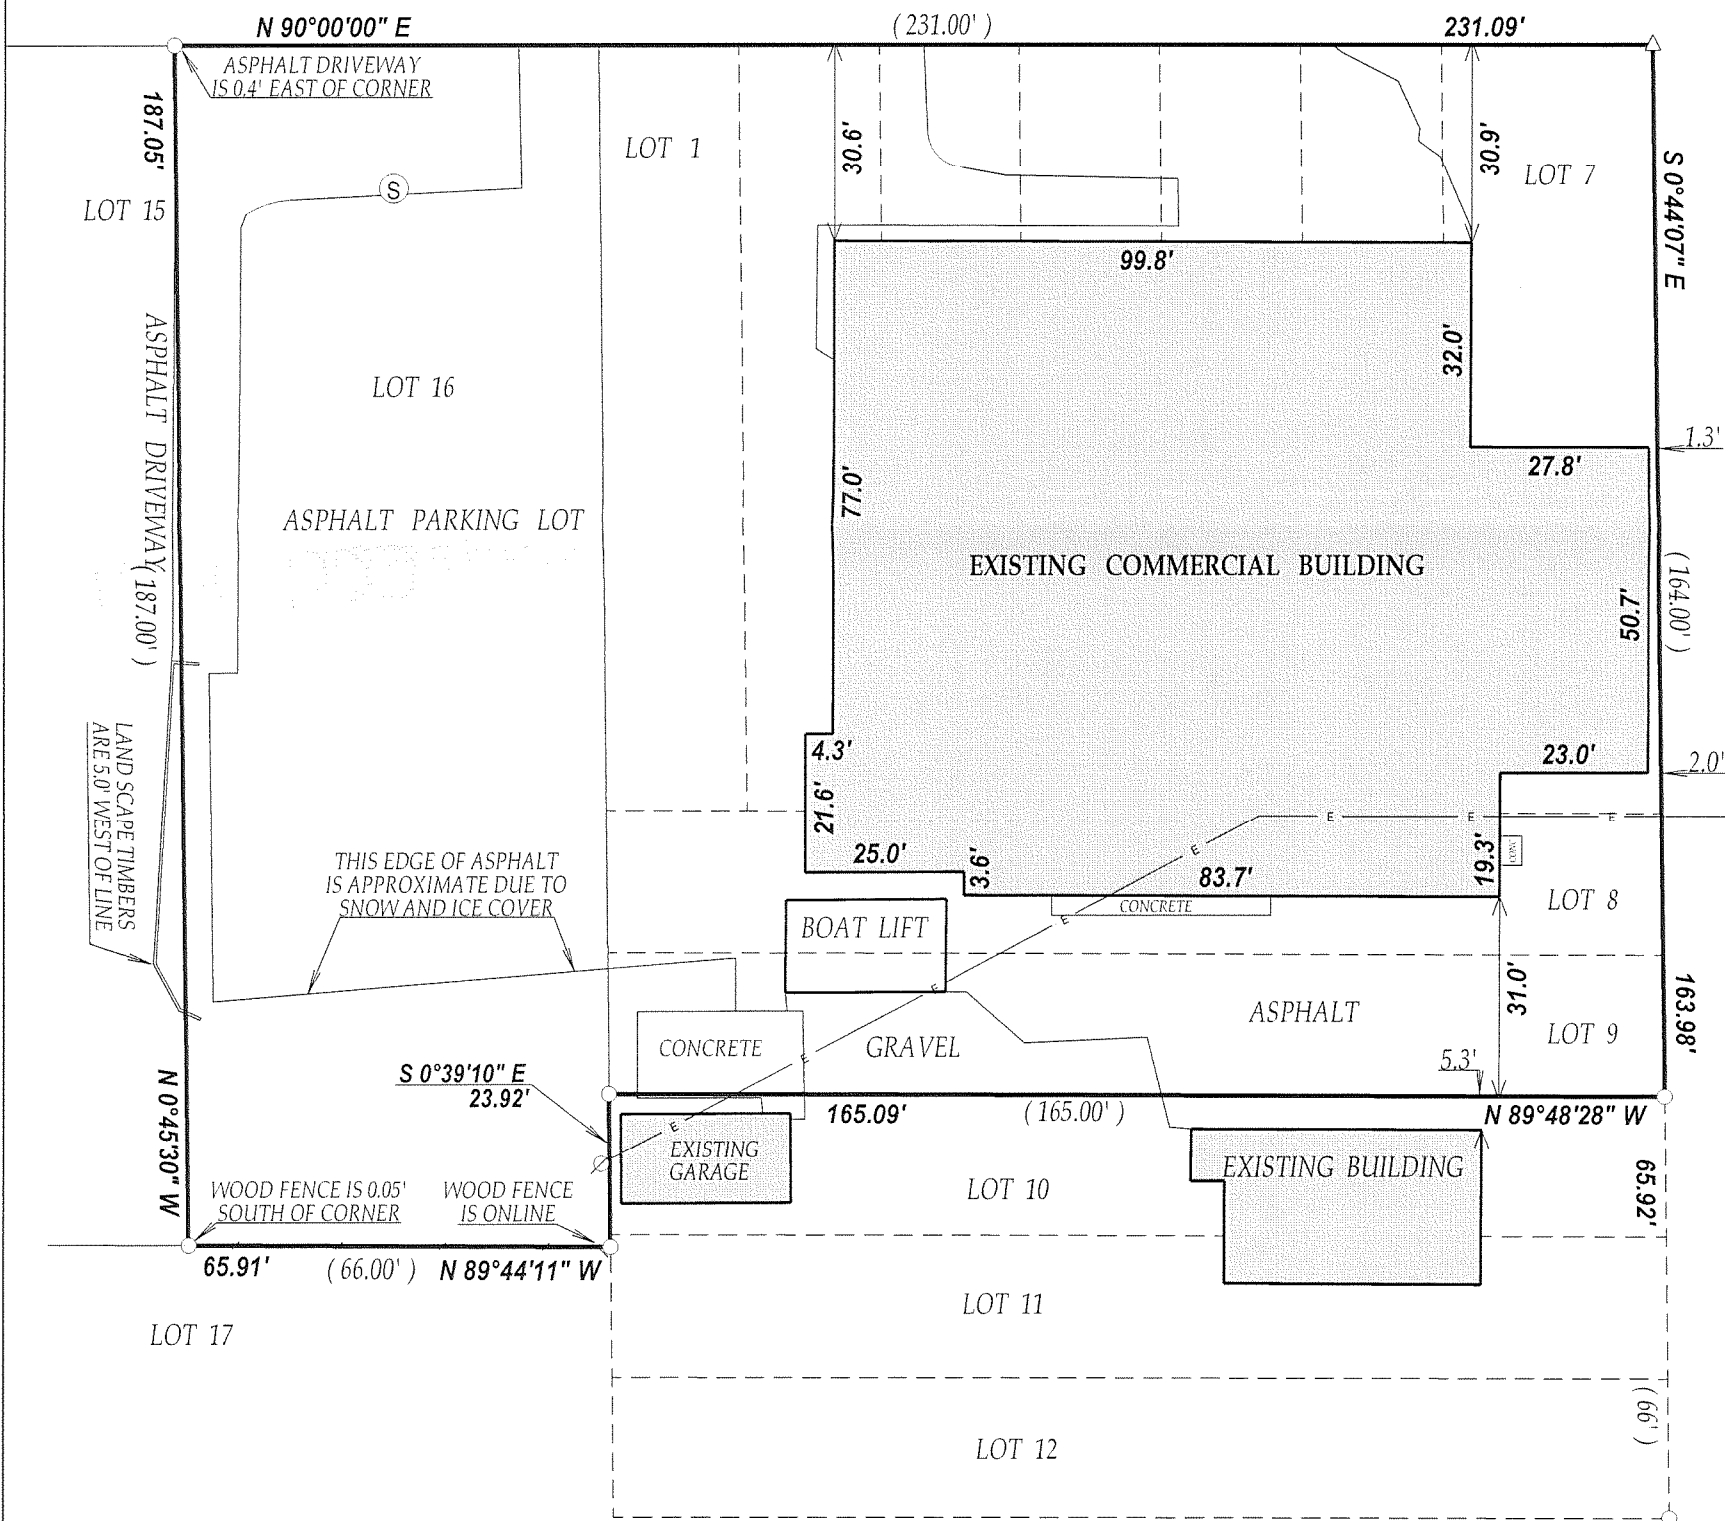 N 90°00'00" E
( 231.00' )
231.09'
ASPHALT DRIVEWAY
IS 0.4' EAST OF CORNER
187.05'
LOT 15
LOT 1
30.6'
30.9'
LOT 7
S 0°44'07" E
99.8'
32.0'
LOT 16
ASPHALT DRIVEWAY
( 187.00' )
1.3'
27.8'
77.0'
ASPHALT PARKING LOT
EXISTING COMMERCIAL BUILDING
50.7'
( 164.00' )
LANDSCAPE TIMBERS
ARE 5.0' WEST OF LINE
4.3'
23.0'
2.0'
21.6'
E E E
E
25.0'
3.6'
83.7'
19.3'
THIS EDGE OF ASPHALT
IS APPROXIMATE DUE TO
SNOW AND ICE COVER
CONCRETE
LOT 8
BOAT LIFT
E
E
31.0'
ASPHALT
163.98'
LOT 9
CONCRETE
E
GRAVEL
5.3'
S 0°39'10" E
23.92'
N 0°45'30" W
165.09'
( 165.00' )
N 89°48'28" W
E
EXISTING
GARAGE
EXISTING BUILDING
65.92'
WOOD FENCE IS 0.05'
SOUTH OF CORNER
WOOD FENCE
IS ONLINE
LOT 10
65.91'
( 66.00' )
N 89°44'11" W
LOT 11
LOT 17
( 66' )
LOT 12
S